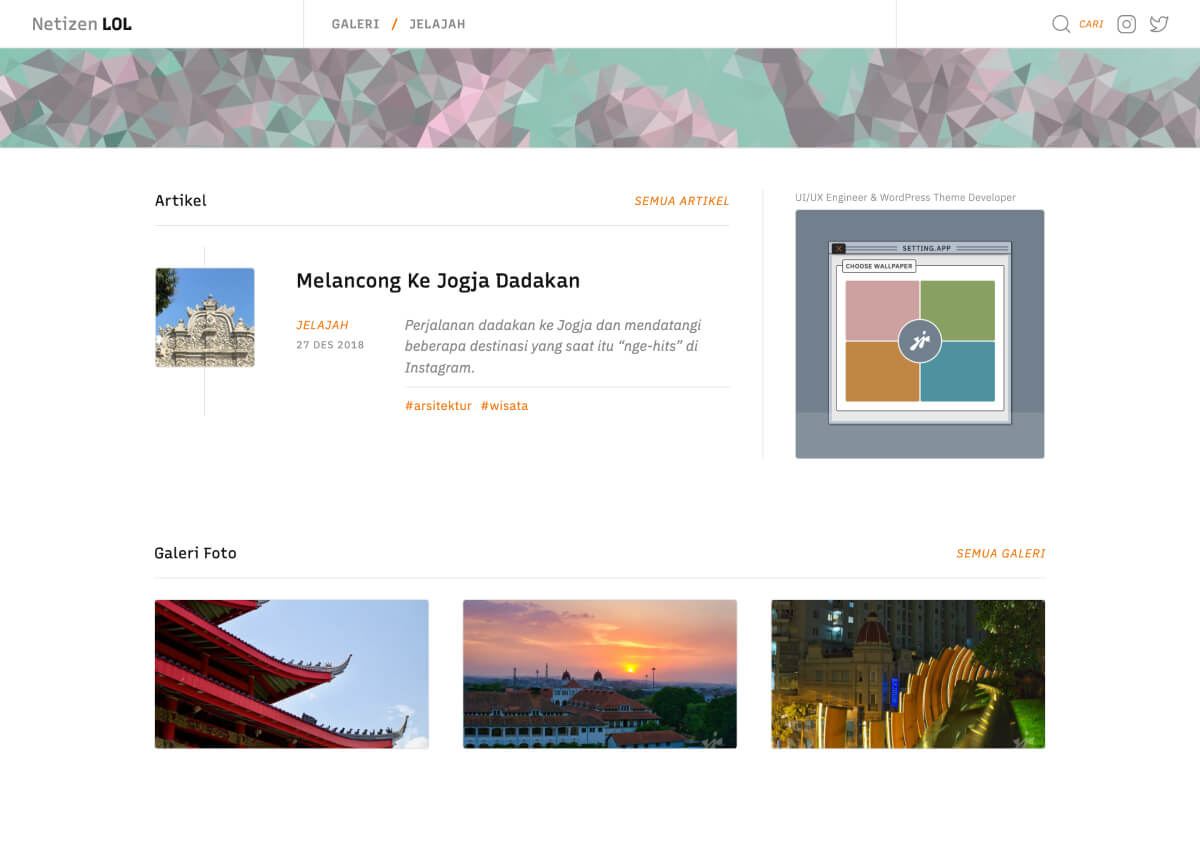 Netizen LOL
GALERI / JELAJAH
CARI
Artikel
SEMUA ARTIKEL
Melancong Ke Jogja Dadakan
JELAJAH
27 DES 2018
Perjalanan dadakan ke Jogja dan mendatangi
beberapa destinasi yang saat itu “nge-hits” di
Instagram.
#arsitektur #wisata
UI/UX Engineer & WordPress Theme Developer
SETTING.APP
CHOOSE WALLPAPER
Galeri Foto
SEMUA GALERI